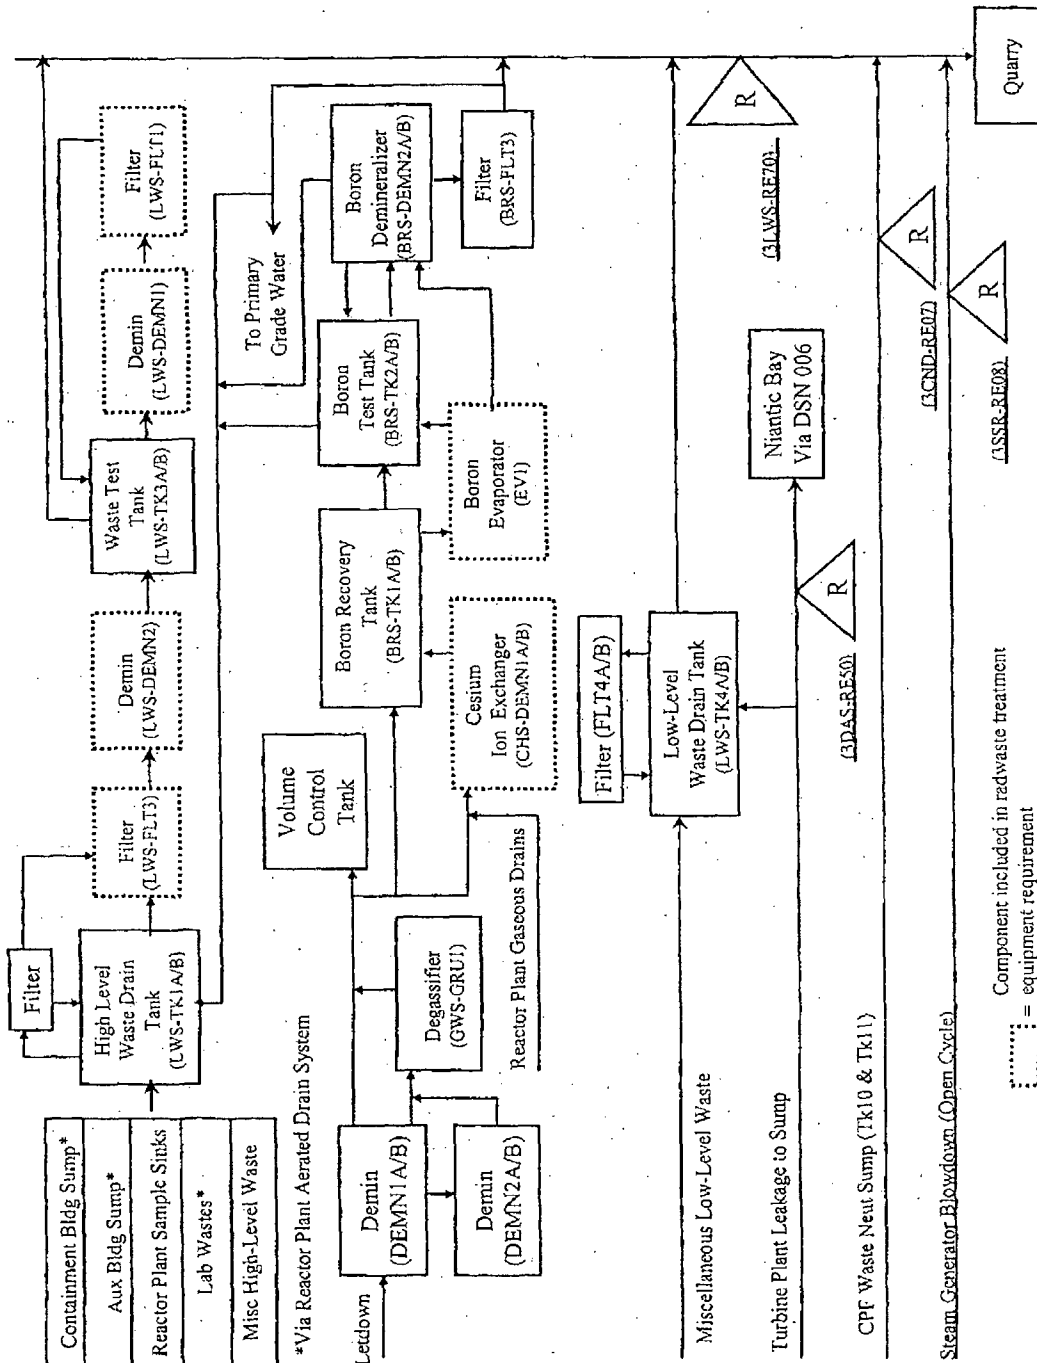 Containment Bldg Sump*
Aux Bldg Sump*
Reactor Plant Sample Sinks
Lab Wastes*
Misc High-Level Waste
*Via Reactor Plant Aerated Drain System
Filter
High Level
Waste Drain
Tank
(LWS-TK1A/B)
Filter
(LWS-FLT3)
Demin
(LWS-DEMN2)
Waste Test
Tank
(LWS-TK3A/B)
Demin
(LWS-DEMN1)
Filter
(LWS-FLT1)
Letdown
Demin
(DEMN1A/B)
Demin
(DEMN2A/B)
Degassifier
(GWS-GRU1)
Reactor Plant Gaseous Drains
Volume
Control
Tank
Boron Recovery
Tank
(BRS-TK1A/B)
Cesium
Ion Exchanger
(CHS-DEMN1A/B)
Boron
Evaporator
(EV1)
Boron
Test Tank
(BRS-TK2A/B)
To Primary
Grade Water
Boron
Demineralizer
(BRS-DEMN2A/B)
Filter
(BRS-FLT3)
Miscellaneous Low-Level Waste
Filter (FLT4A/B)
Low-Level
Waste Drain Tank
(LWS-TK4A/B)
R
(3LWS-RE70)
Turbine Plant Leakage to Sump
R
(3DAS-RE50)
Niantic Bay
Via DSN 006
CPF Waste Neut Sump (Tk10 & Tk11)
R
(3CND-RE07)
Steam Generator Blowdown (Open Cycle)
R
(3SSR-RE08)
Quarry
Component included in radwaste treatment
= equipment requirement